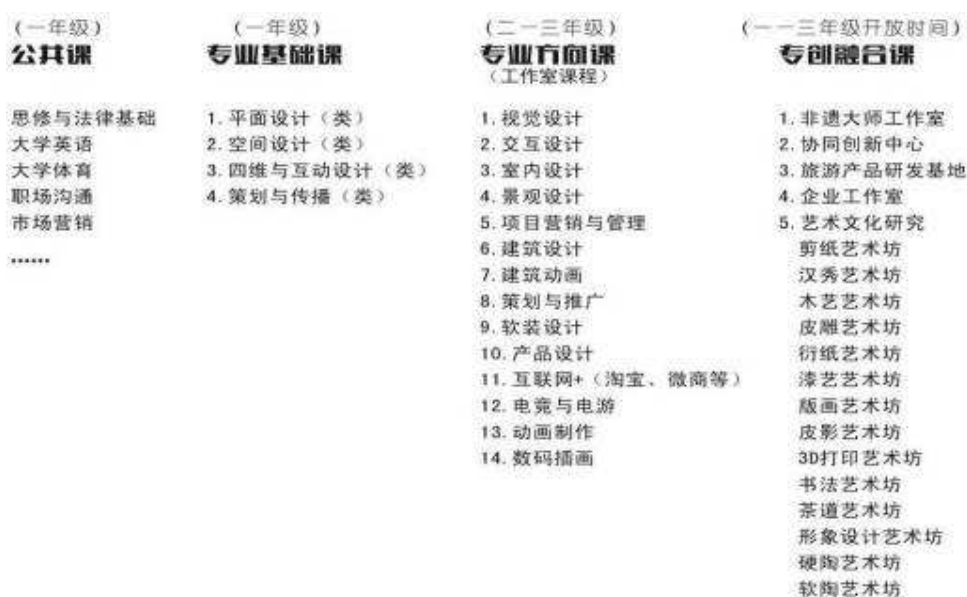 (一年级)
公共课
思修与法律基础
大学英语
大学体育
职场沟通
市场营销
······
(一年级)
专业基础课
1.平面设计(类)
2.空间设计(类)
3.四维与互动设计(类)
4.策划与传播(类)
(二一三年级)
专业方向课
(工作室课程)
1.视觉设计
2.交互设计
3.室内设计
4.景观设计
5.项目营销与管理
6.建筑设计
7.建筑动画
8.策划与推广
9.软装设计
10.产品设计
11.互联网+(淘宝、微商等)
12.电竞与电游
13.动画制作
14.数码插画
(一一三年级开放时间)
专创融合课
1.非遗大师工作室
2.协同创新中心
3.旅游产品研发基地
4.企业工作室
5.艺术文化研究
剪纸艺术坊
汉秀艺术坊
木艺艺术坊
皮雕艺术坊
衍纸艺术坊
漆艺艺术坊
版画艺术坊
皮影艺术坊
3D打印艺术坊
书法艺术坊
茶道艺术坊
形象设计艺术坊
硬陶艺术坊
软陶艺术坊